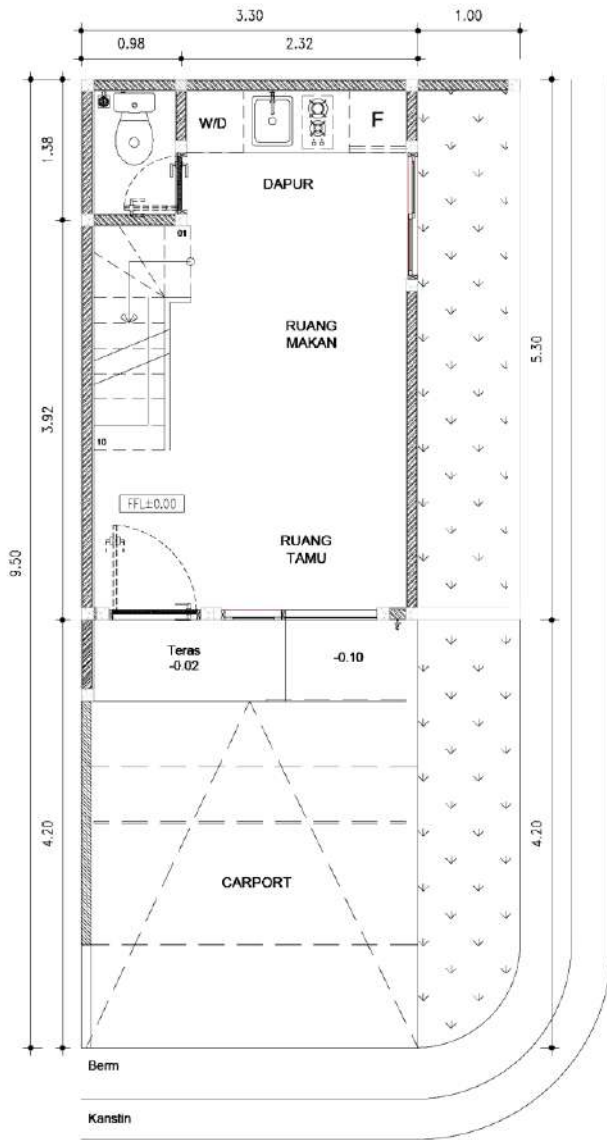 3.30
1.00
0.98
2.32
W/D
F
DAPUR
1.38
01
RUANG
MAKAN
5.30
3.92
10
FFL±0.00
9.50
RUANG
TAMU
Teras
-0.02
-0.10
4.20
4.20
CARPORT
Berm
Kanstin